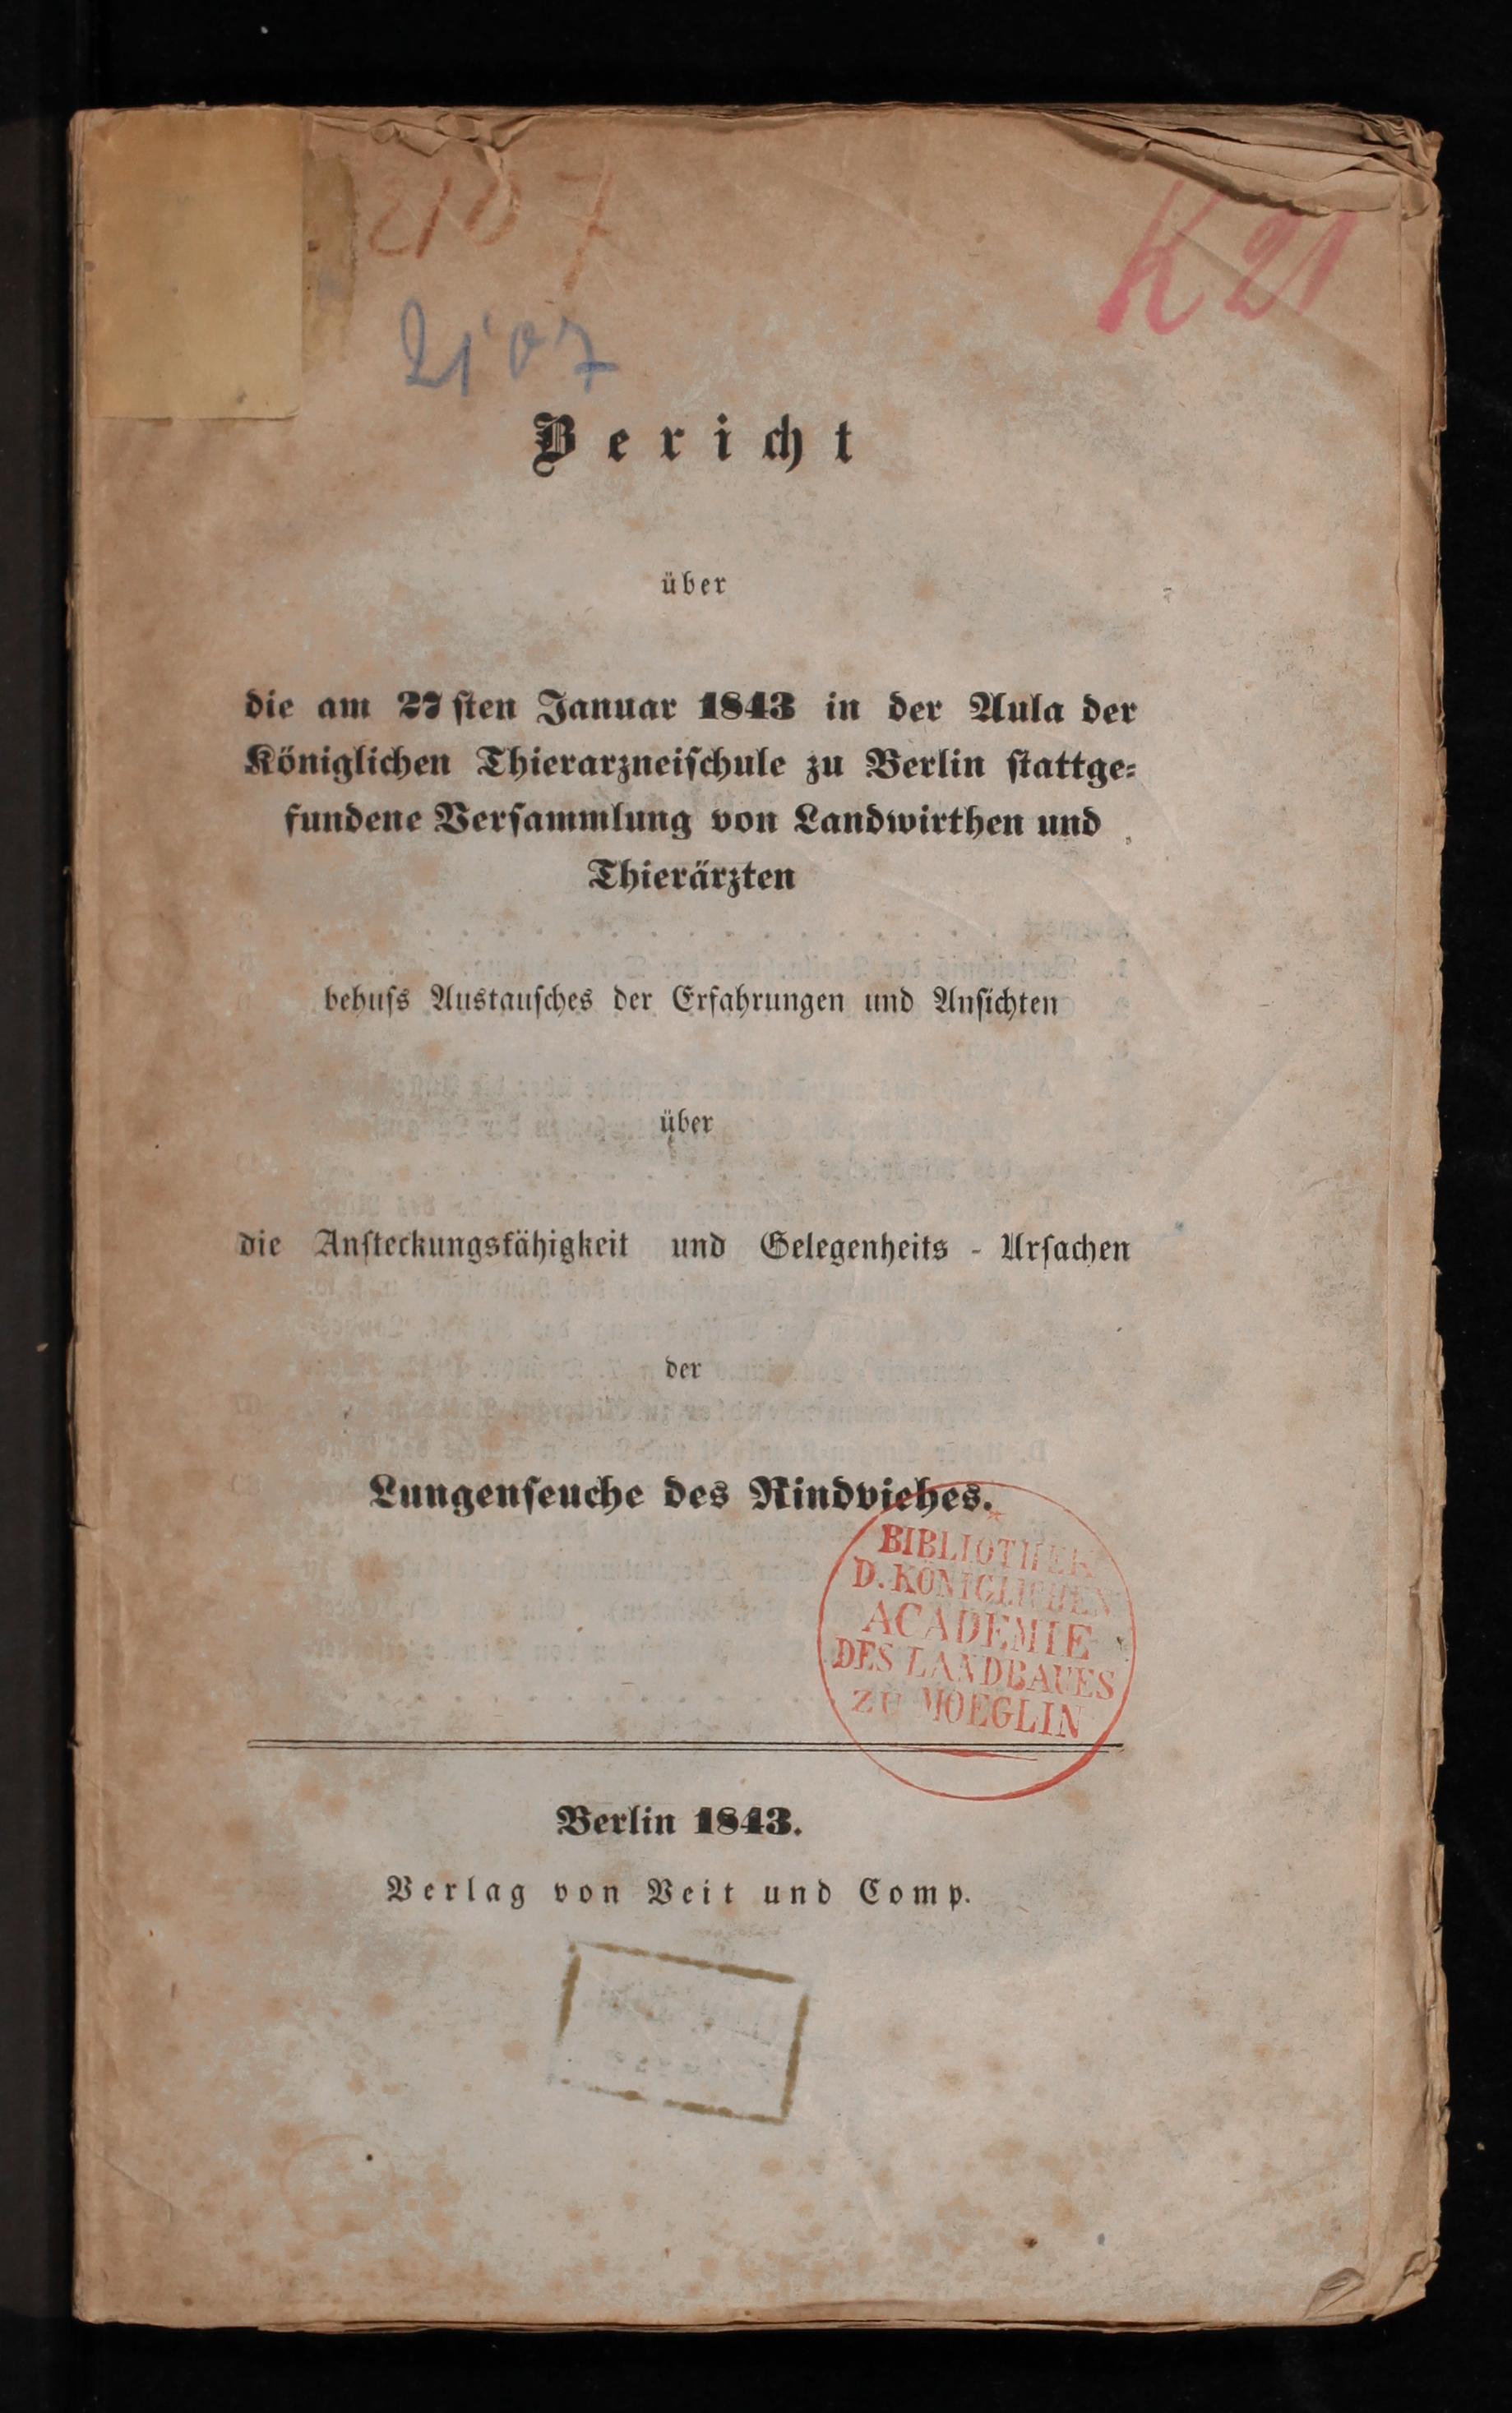 2107
K 21
2107
Bericht
über
die am 27sten Januar 1843 in der Aula der
Königlichen Thierarzneischule zu Berlin stattge-
fundene Versammlung von Landwirthen und
Thierärzten
behufs Austausches der Erfahrungen und Ansichten
über
die Ansteckungsfähigkeit und Gelegenheits - Ursachen
der
Lungenseuche des Rindviehes.
BIBLIOTHEK
D. KÖNIGLICHEN
ACADEMIE
DES LANDBAUES
ZU MOEGLIN
Berlin 1843.
Verlag von Veit und Comp.